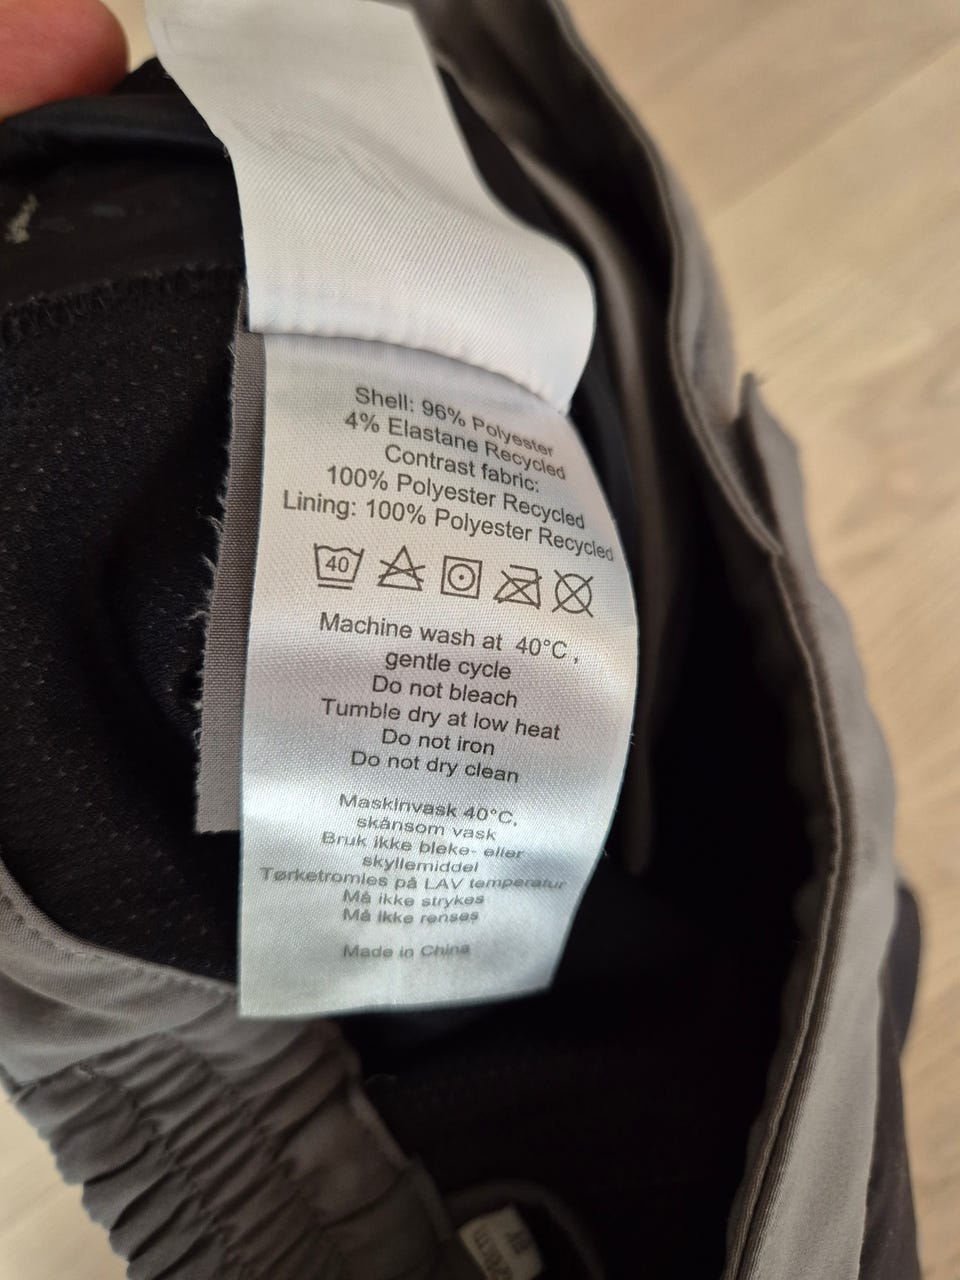 Shell: 96% Polyester
4% Elastane Recycled
Contrast fabric:
100% Polyester Recycled
Lining: 100% Polyester Recycled
40
Machine wash at 40°C ,
gentle cycle
Do not bleach
Tumble dry at low heat
Do not iron
Do not dry clean
Maskinvask 40°C,
skånsom vask
Bruk ikke bleke- eller
skyllemiddel
Tørketromles på LAV temperatur
Må ikke strykes
Må ikke renses
Made in China